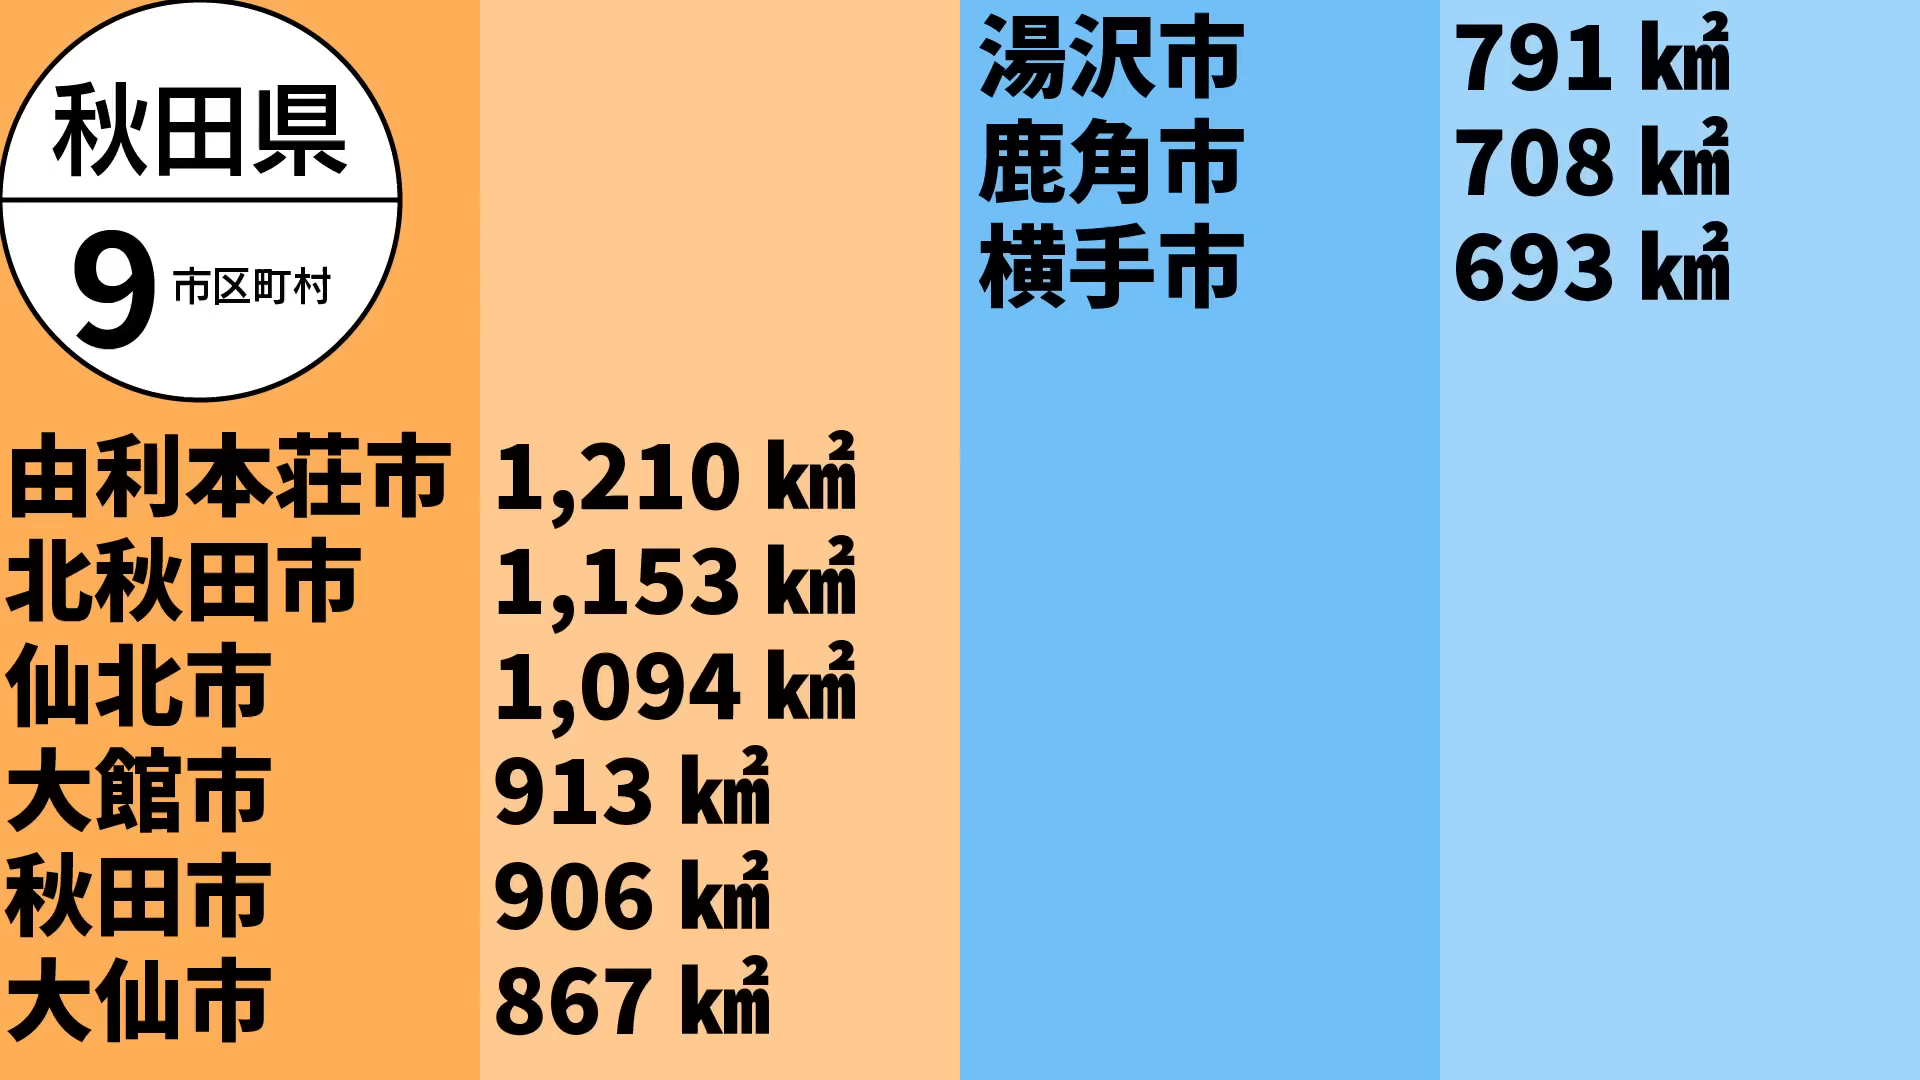 秋田県
9 市区町村
由利本荘市 1,210 ㎢
北秋田市 1,153 ㎢
仙北市 1,094 ㎢
大館市 913 ㎢
秋田市 906 ㎢
大仙市 867 ㎢
湯沢市 791 ㎢
鹿角市 708 ㎢
横手市 693 ㎢